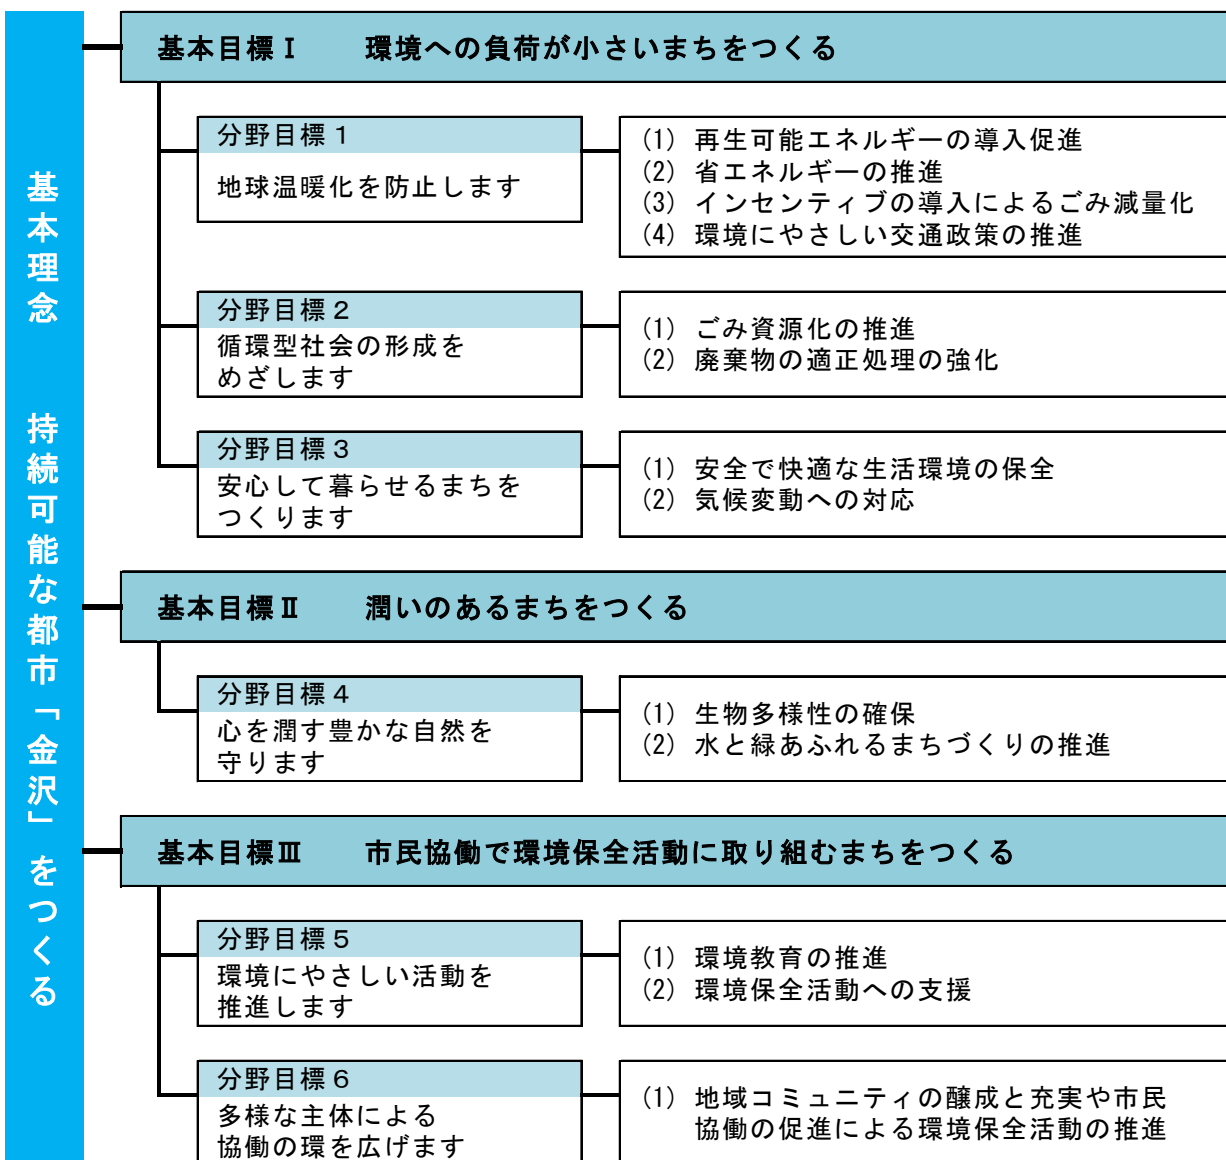 基本理念　持続可能な都市「金沢」をつくる
基本目標Ⅰ　環境への負荷が小さいまちをつくる
分野目標１
地球温暖化を防止します
(1) 再生可能エネルギーの導入促進
(2) 省エネルギーの推進
(3) インセンティブの導入によるごみ減量化
(4) 環境にやさしい交通政策の推進
分野目標２
循環型社会の形成を
めざします
(1) ごみ資源化の推進
(2) 廃棄物の適正処理の強化
分野目標３
安心して暮らせるまちを
つくります
(1) 安全で快適な生活環境の保全
(2) 気候変動への対応
基本目標Ⅱ　潤いのあるまちをつくる
分野目標４
心を潤す豊かな自然を
守ります
(1) 生物多様性の確保
(2) 水と緑あふれるまちづくりの推進
基本目標Ⅲ　市民協働で環境保全活動に取り組むまちをつくる
分野目標５
環境にやさしい活動を
推進します
(1) 環境教育の推進
(2) 環境保全活動への支援
分野目標６
多様な主体による
協働の環を広げます
(1) 地域コミュニティの醸成と充実や市民
協働の促進による環境保全活動の推進